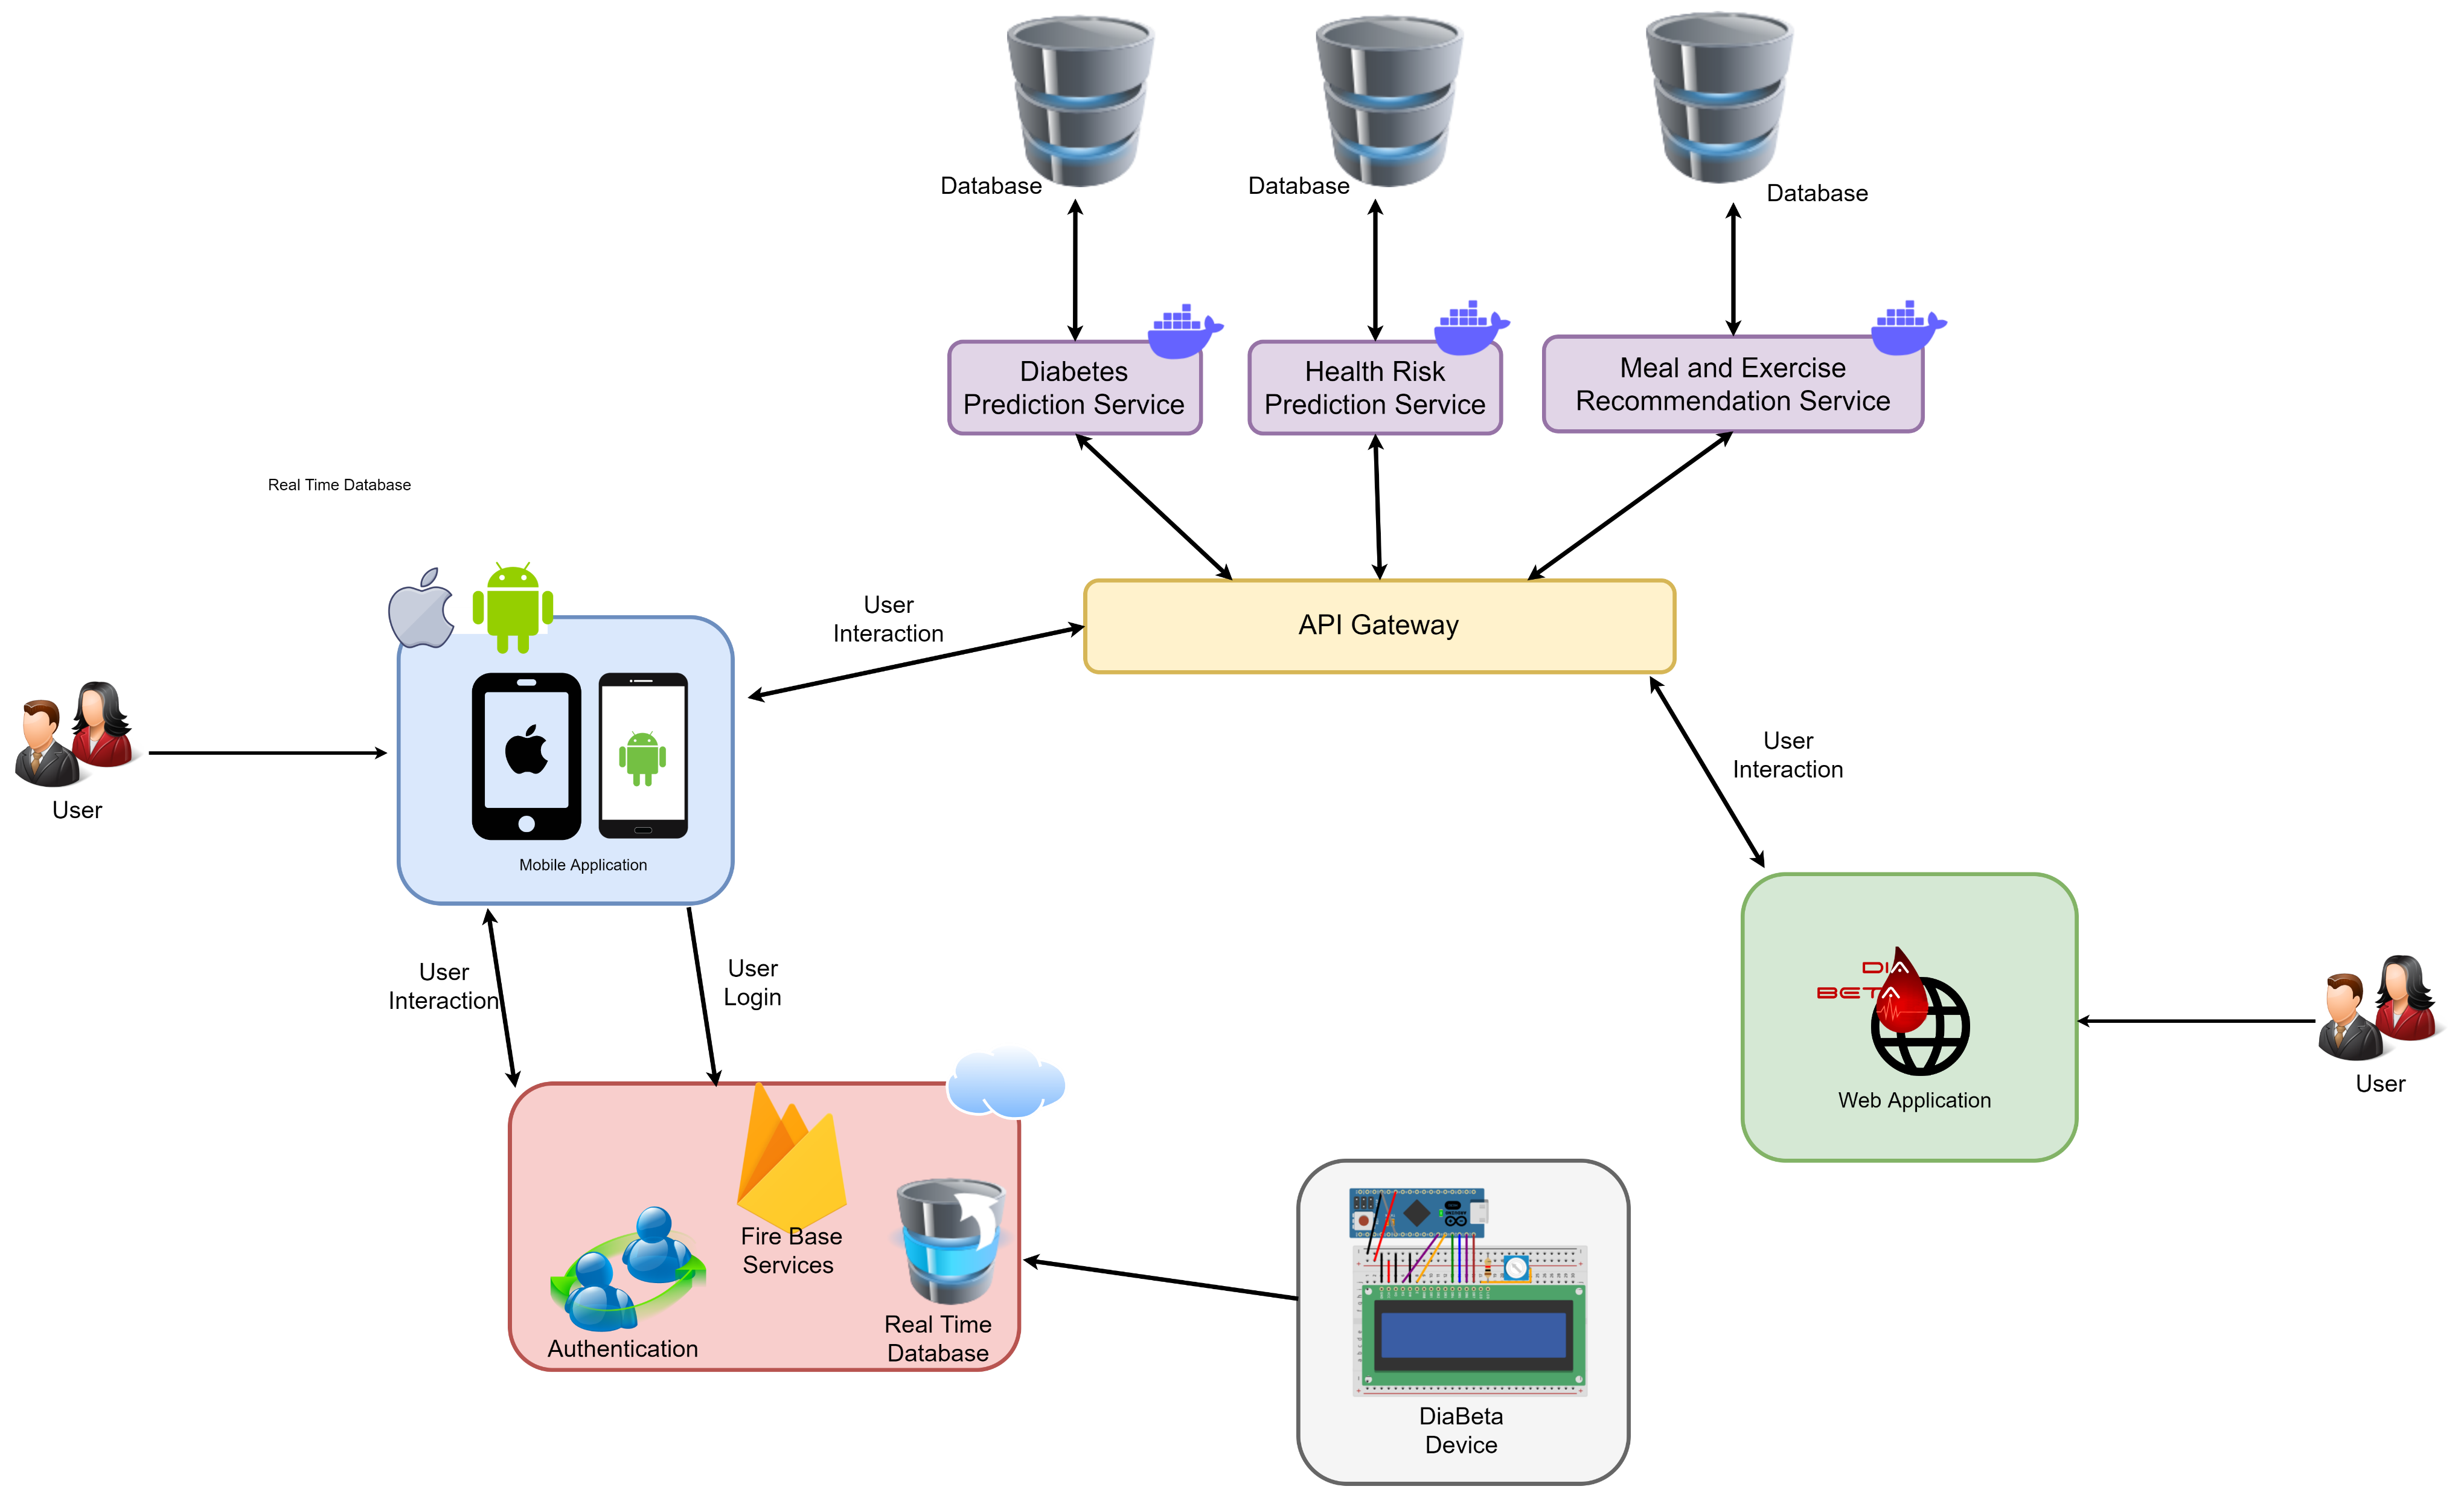 Database
Database
Database
Diabetes
Prediction Service
Health Risk
Prediction Service
Meal and Exercise
Recommendation Service
Real Time Database
User
Interaction
API Gateway
User
Interaction
User
Mobile Application
User
Interaction
User
Login
DIA
BETA
Web Application
User
Fire Base
Services
Authentication
Real Time
Database
DiaBeta
Device